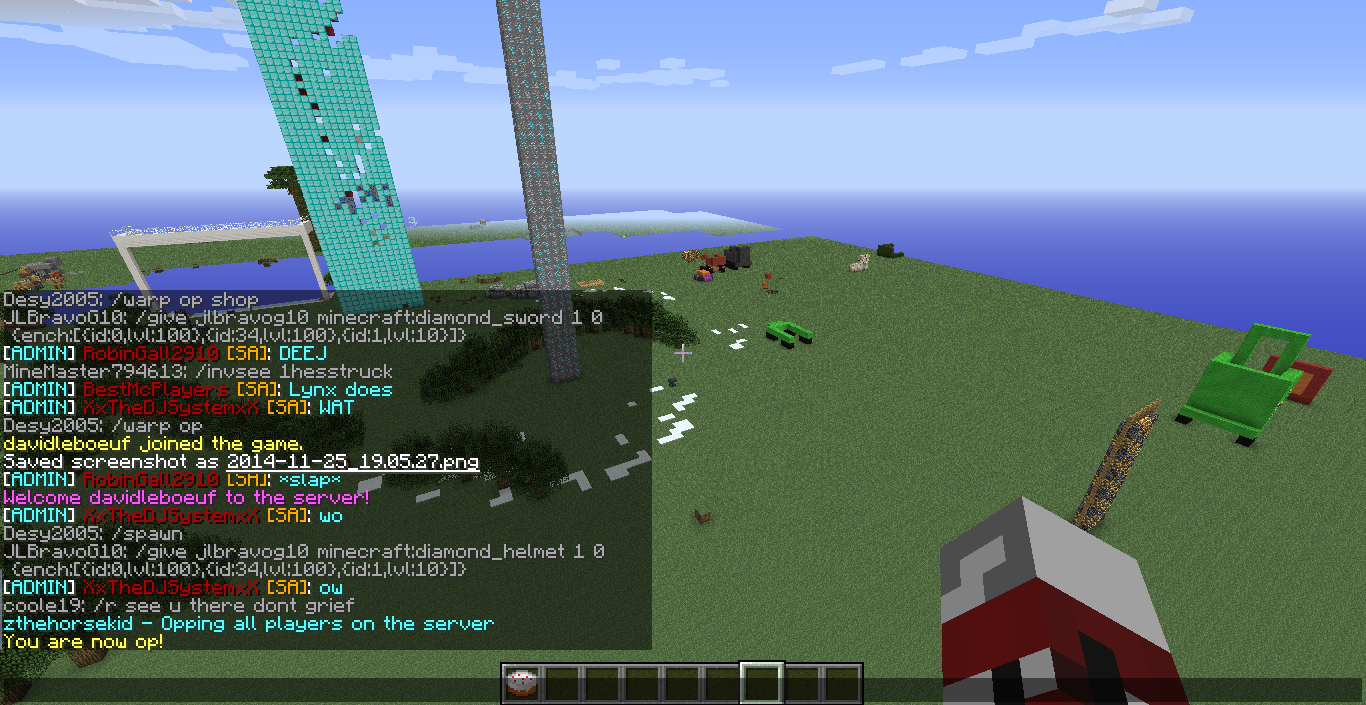 Desy2005: /warp op shop
JLBravoG10: /give jlbravog10 minecraft:diamond_sword 1 0
{ench:[{id:0,lvl:100},{id:34,lvl:100},{id:1,lvl:10}]}
[ADMIN] RobinGall2910 [SA]: DEEJ
MineMaster794613: /invsee lhesstruck
[ADMIN] BestMcPlayers [SA]: Lynx does
[ADMIN] XxTheDJSystemxX [SA]: WAT
Desy2005: /warp op
davidleboeuf joined the game.
Saved screenshot as 2014-11-25_19.05.27.png
[ADMIN] RobinGall2910 [SA]: *slap*
Welcome davidleboeuf to the server!
[ADMIN] XxTheDJSystemxX [SA]: wo
Desy2005: /spawn
JLBravoG10: /give jlbravog10 minecraft:diamond_helmet 1 0
{ench:[{id:0,lvl:100},{id:34,lvl:100},{id:1,lvl:10}]}
[ADMIN] XxTheDJSystemxX [SA]: ow
coole19: /r see u there dont grief
zthehorsekid - Opping all players on the server
You are now op!